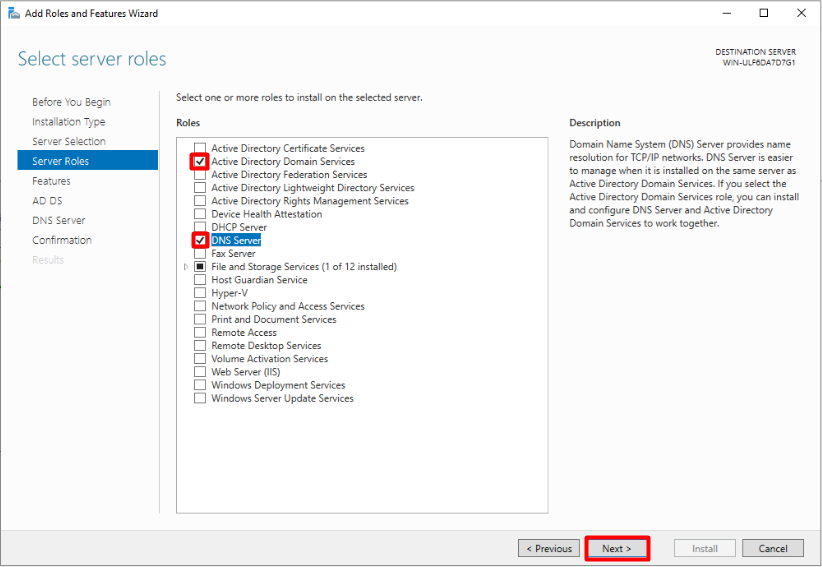 Add Roles and Features Wizard
Select server roles
DESTINATION SERVER
WIN-ULF6DA7D7G1
Before You Begin
Installation Type
Server Selection
Server Roles
Features
AD DS
DNS Server
Confirmation
Results
Select one or more roles to install on the selected server.
Roles
Active Directory Certificate Services
Active Directory Domain Services
Active Directory Federation Services
Active Directory Lightweight Directory Services
Active Directory Rights Management Services
Device Health Attestation
DHCP Server
DNS Server
Fax Server
File and Storage Services (1 of 12 installed)
Host Guardian Service
Hyper-V
Network Policy and Access Services
Print and Document Services
Remote Access
Remote Desktop Services
Volume Activation Services
Web Server (IIS)
Windows Deployment Services
Windows Server Update Services
Description
Domain Name System (DNS) Server provides name
resolution for TCP/IP networks. DNS Server is easier
to manage when it is installed on the same server as
Active Directory Domain Services. If you select the
Active Directory Domain Services role, you can install
and configure DNS Server and Active Directory
Domain Services to work together.
< Previous
Next >
Install
Cancel